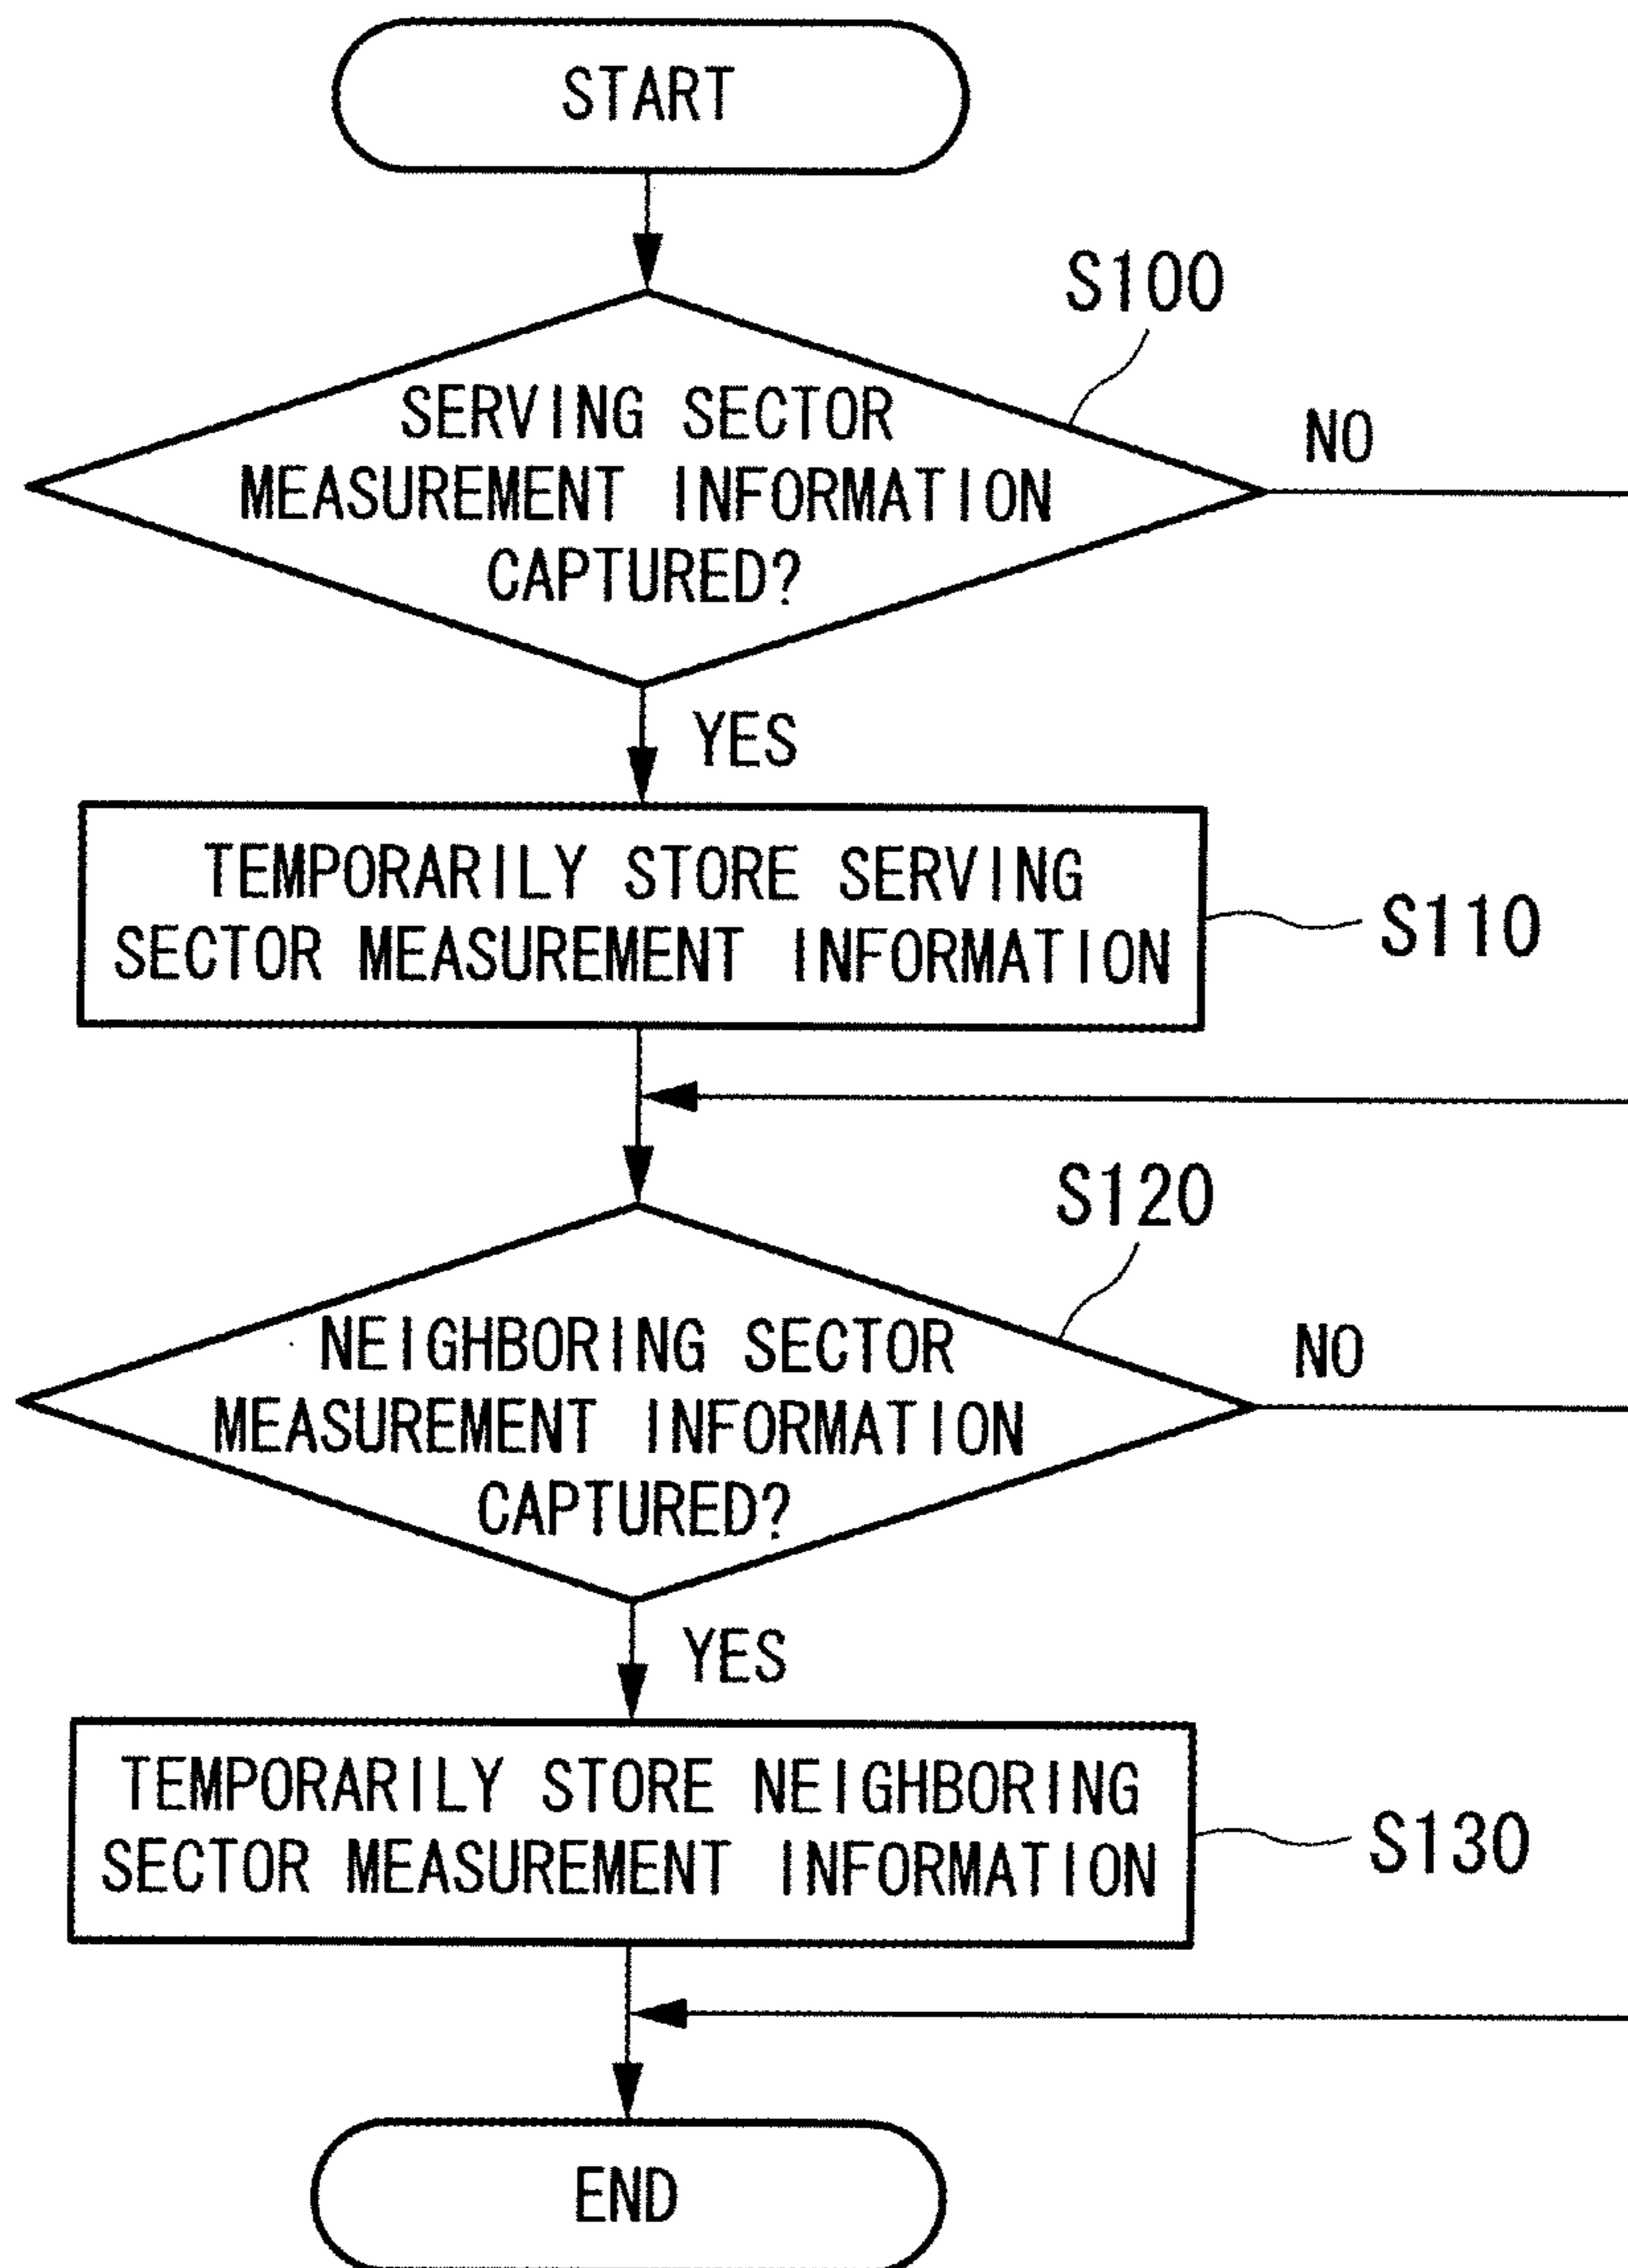 START
S100
SERVING SECTOR
MEASUREMENT INFORMATION
CAPTURED?
NO
YES
TEMPORARILY STORE SERVING
SECTOR MEASUREMENT INFORMATION
S110
S120
NEIGHBORING SECTOR
MEASUREMENT INFORMATION
CAPTURED?
NO
YES
TEMPORARILY STORE NEIGHBORING
SECTOR MEASUREMENT INFORMATION
S130
END